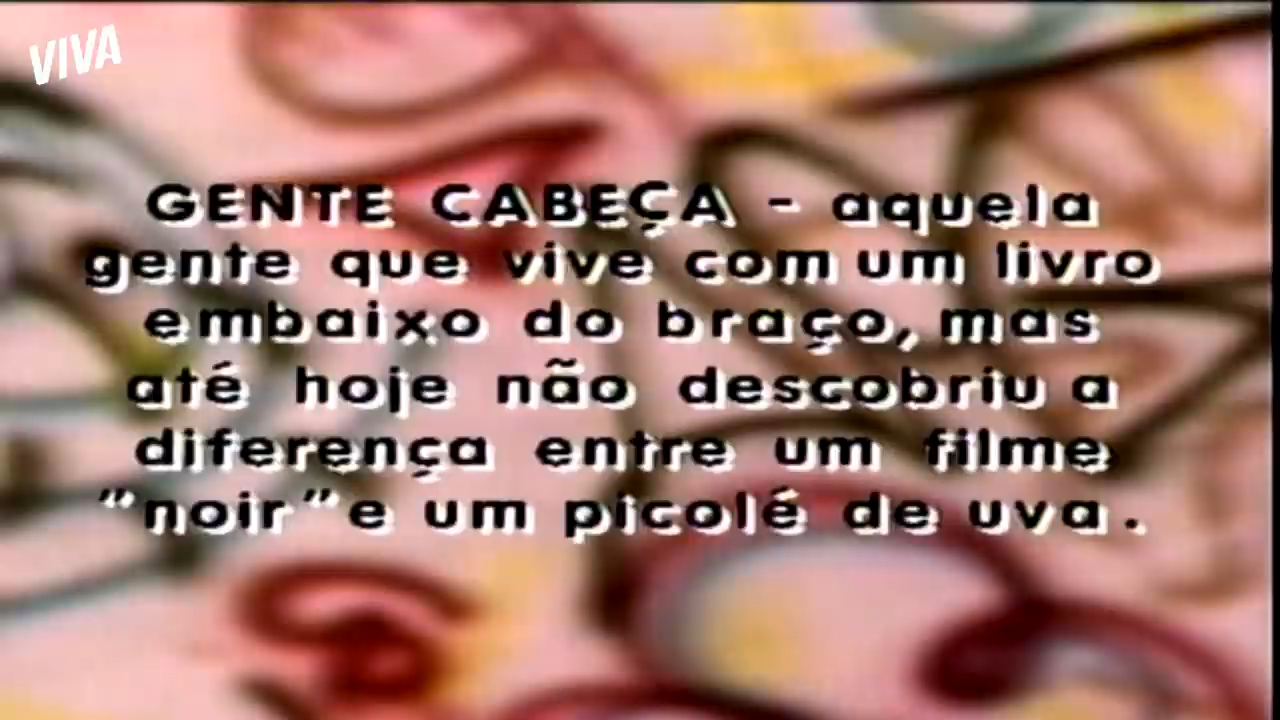 VIVA
GENTE CABEÇA - aquela
gente que vive com um livro
embaixo do braço, mas
até hoje não descobriu a
diferença entre um filme
"noir" e um picolé de uva.